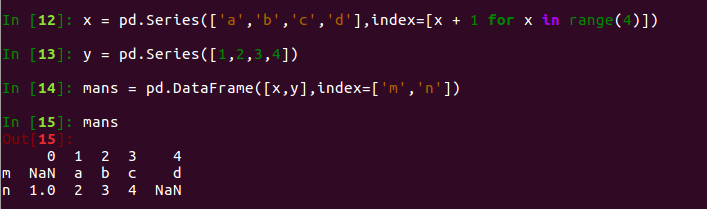 In [12]: x = pd.Series(['a','b','c','d'],index=[x + 1 for x in range(4)])
In [13]: y = pd.Series([1,2,3,4])
In [14]: mans = pd.DataFrame([x,y],index=['m','n'])
In [15]: mans
Out[15]:
0 1 2 3 4
m NaN a b c d
n 1.0 2 3 4 NaN